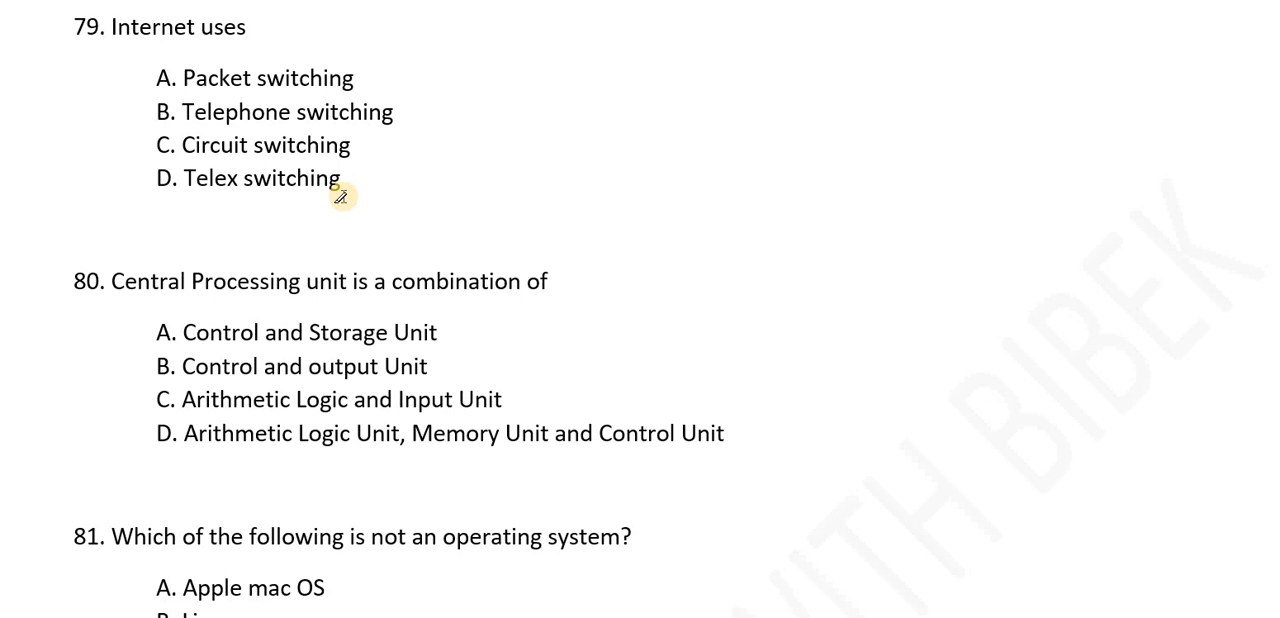 79. Internet uses
A. Packet switching
B. Telephone switching
C. Circuit switching
D. Telex switching
80. Central Processing unit is a combination of
A. Control and Storage Unit
B. Control and output Unit
C. Arithmetic Logic and Input Unit
D. Arithmetic Logic Unit, Memory Unit and Control Unit
81. Which of the following is not an operating system?
A. Apple mac OS
WITH BIBEK